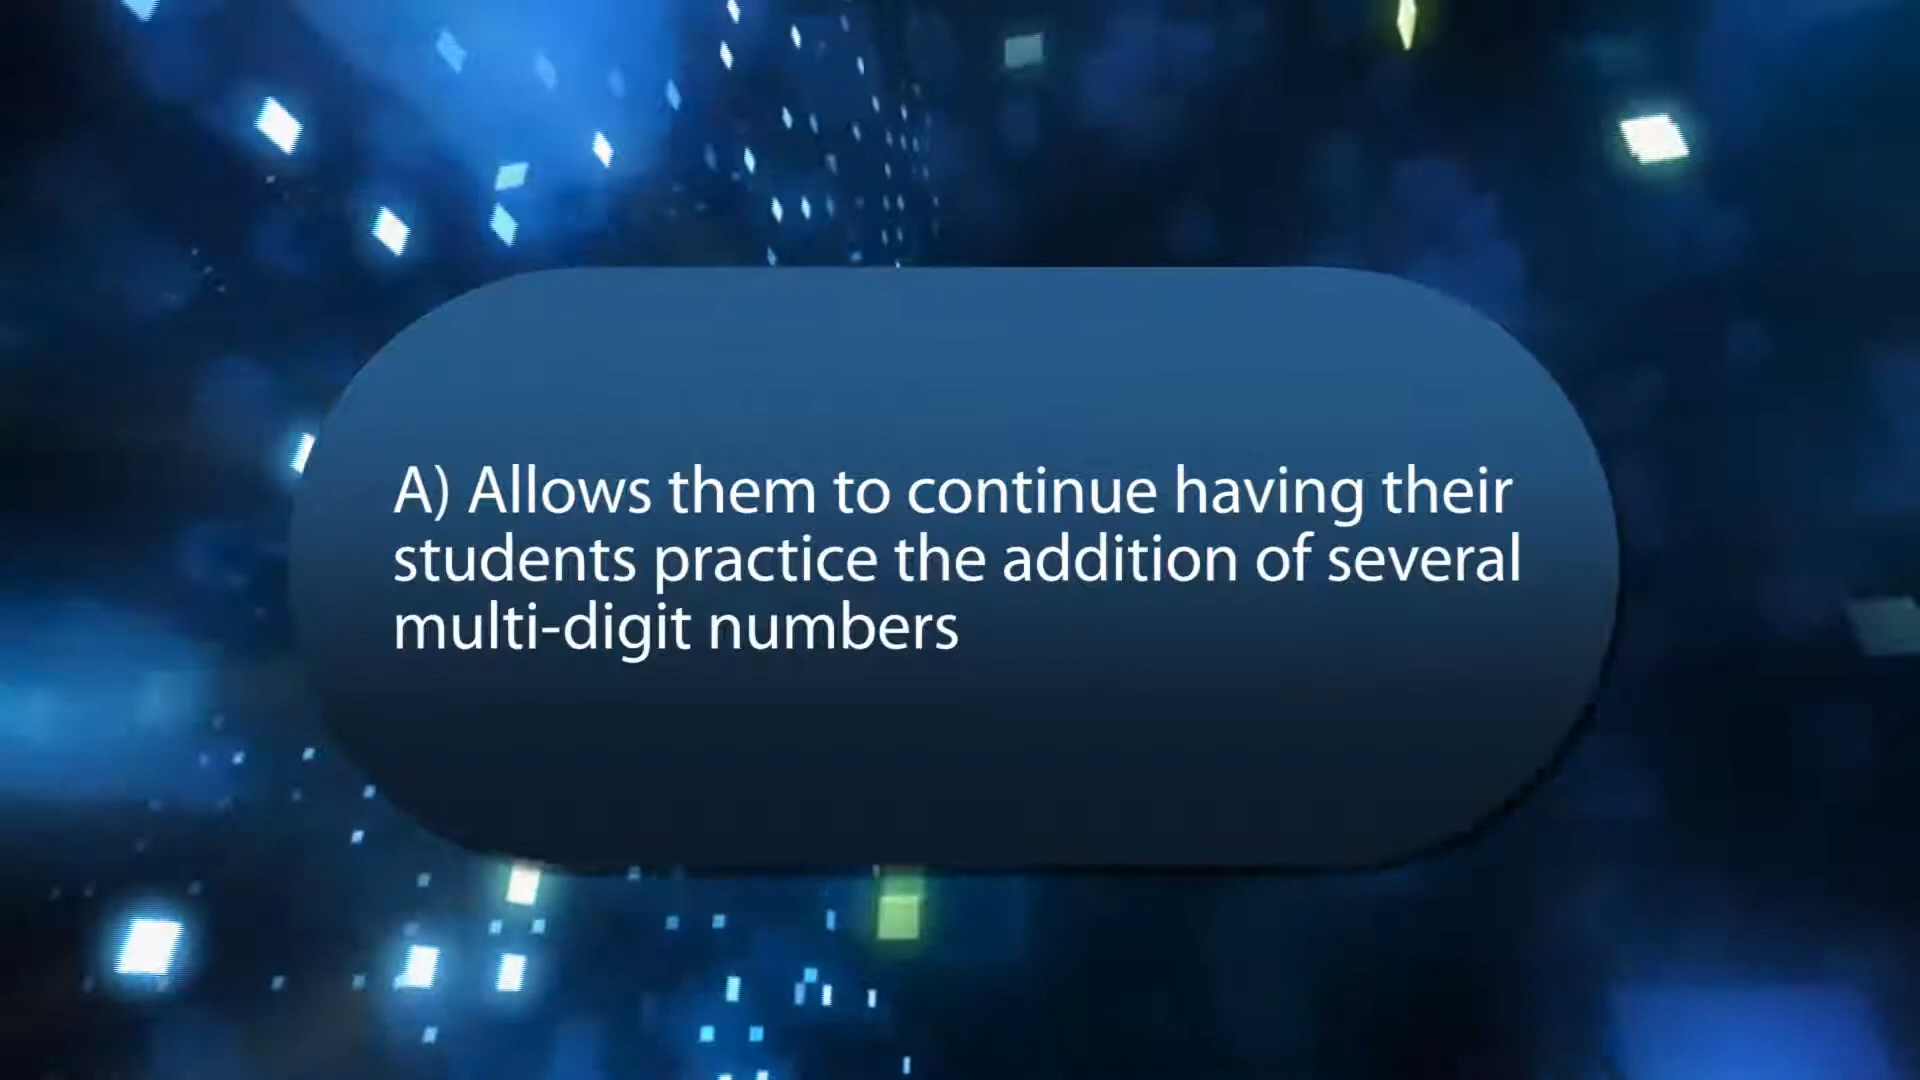 A) Allows them to continue having their
students practice the addition of several
multi-digit numbers